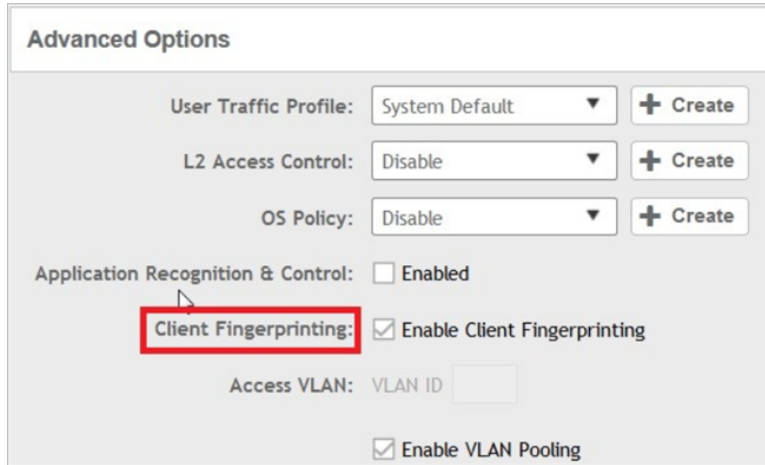 Advanced Options
User Traffic Profile: System Default + Create
L2 Access Control: Disable + Create
OS Policy: Disable + Create
Application Recognition & Control: Enabled
Client Fingerprinting: Enable Client Fingerprinting
Access VLAN: VLAN ID
Enable VLAN Pooling